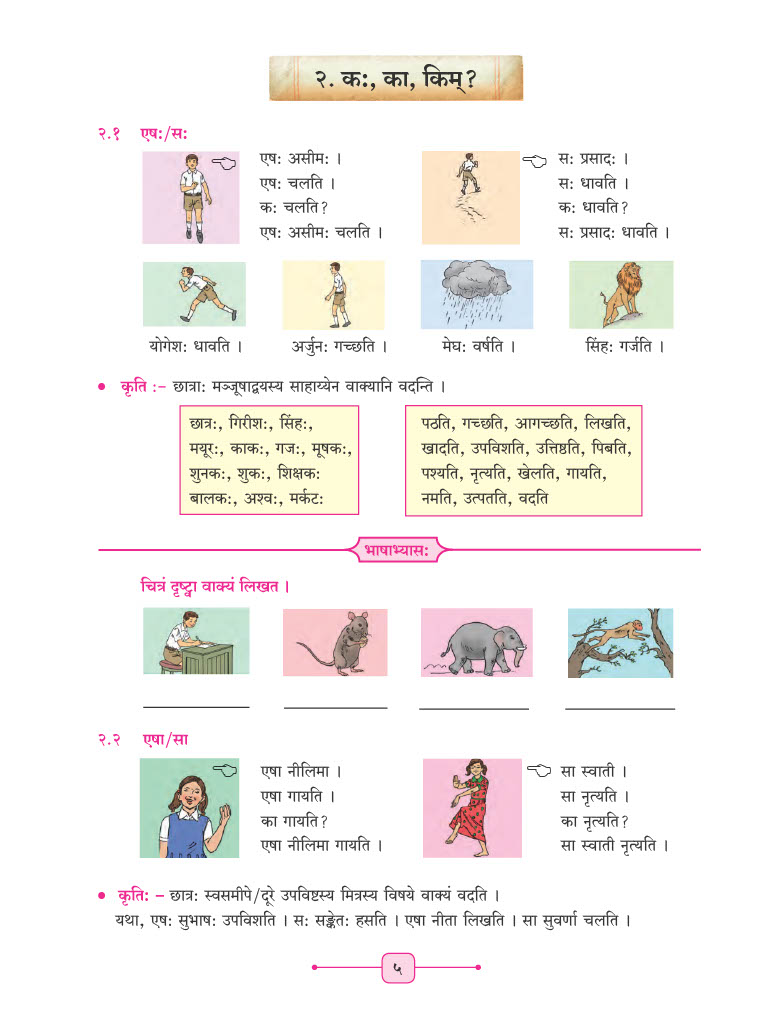 २. कः, का, किम्?
२.१ एषः/सः
एषः असीमः ।
एषः चलति ।
कः चलति?
एषः असीमः चलति ।
सः प्रसादः ।
सः धावति ।
कः धावति?
सः प्रसादः धावति ।
योगेशः धावति ।
अर्जुनः गच्छति ।
मेघः वर्षति ।
सिंहः गर्जति ।
• कृति :- छात्राः मञ्जूषाद्वयस्य साहाय्येन वाक्यानि वदन्ति ।
छात्रः, गिरीशः, सिंहः,
मयूरः, काकः, गजः, मूषकः,
शुनकः, शुकः, शिक्षकः
बालकः, अश्वः, मर्कटः
पठति, गच्छति, आगच्छति, लिखति,
खादति, उपविशति, उत्तिष्ठति, पिबति,
पश्यति, नृत्यति, खेलति, गायति,
नमति, उत्पतति, वदति
भाषाभ्यासः
चित्रं दृष्ट्वा वाक्यं लिखत ।
२.२ एषा/सा
एषा नीलिमा ।
एषा गायति ।
का गायति?
एषा नीलिमा गायति ।
सा स्वाती ।
सा नृत्यति ।
का नृत्यति?
सा स्वाती नृत्यति ।
• कृतिः – छात्रः स्वसमीपे/दूरे उपविष्टस्य मित्रस्य विषये वाक्यं वदति ।
यथा, एषः सुभाषः उपविशति । सः सङ्केतः हसति । एषा नीता लिखति । सा सुवर्णा चलति ।
५